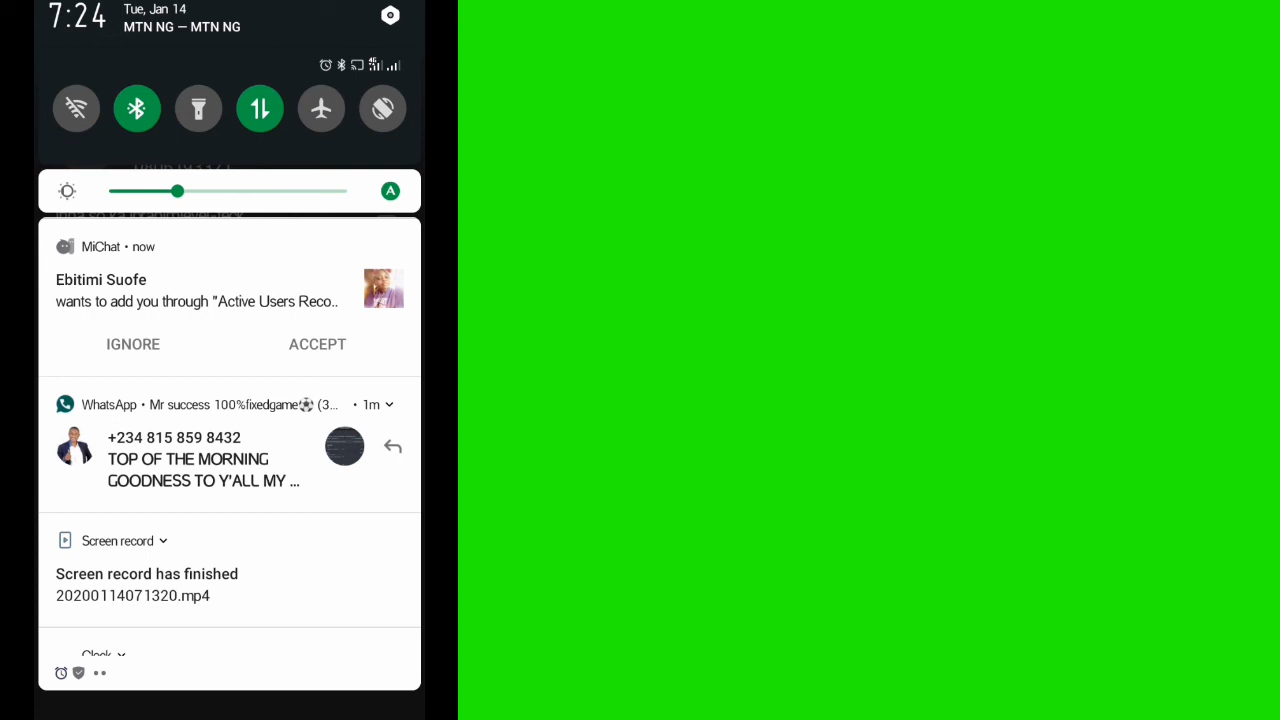 7:24
Tue, Jan 14
MTN NG — MTN NG
4G
A
MiChat • now
Ebitimi Suofe
wants to add you through "Active Users Reco..
IGNORE
ACCEPT
WhatsApp • Mr success 100%fixedgame⚽ (3... • 1m
+234 815 859 8432
TOP OF THE MORNING
GOODNESS TO Y'ALL MY ...
Screen record
Screen record has finished
20200114071320.mp4
Clock